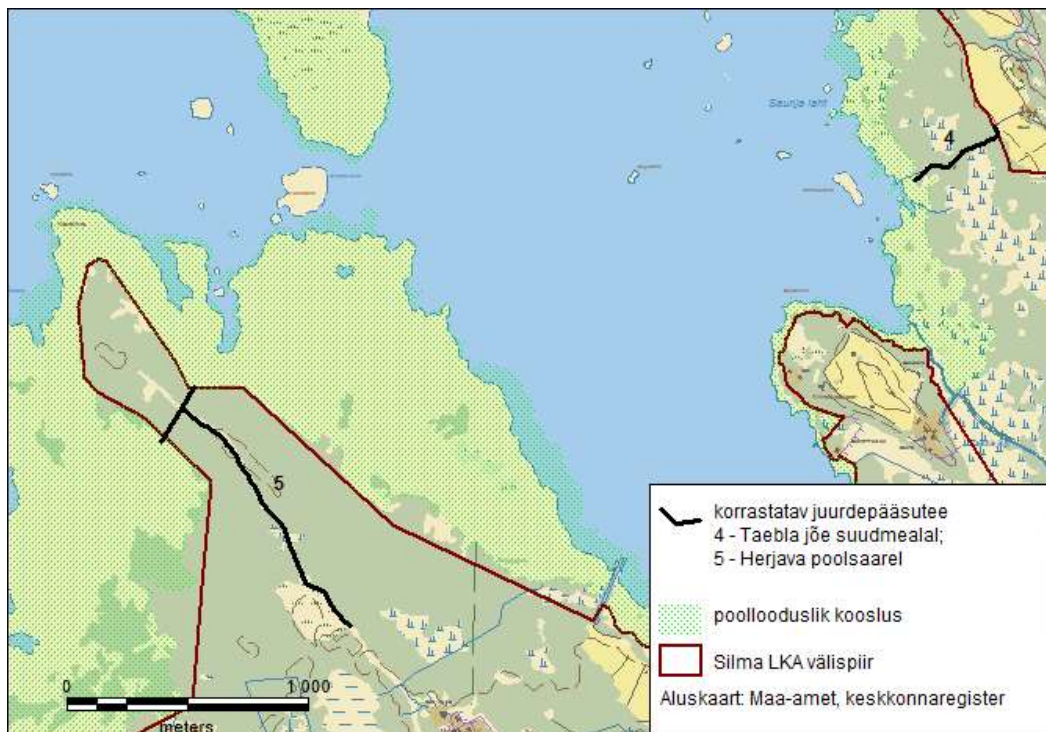 Saunja laht
4
5
korrastatav juurdepääsutee
4 - Taebla jõe suudmealal;
5 - Herjava poolsaarel
poollooduslik kooslus
Silma LKA välispiir
Aluskaart: Maa-amet, keskkonnaregister
0 1 000
meters